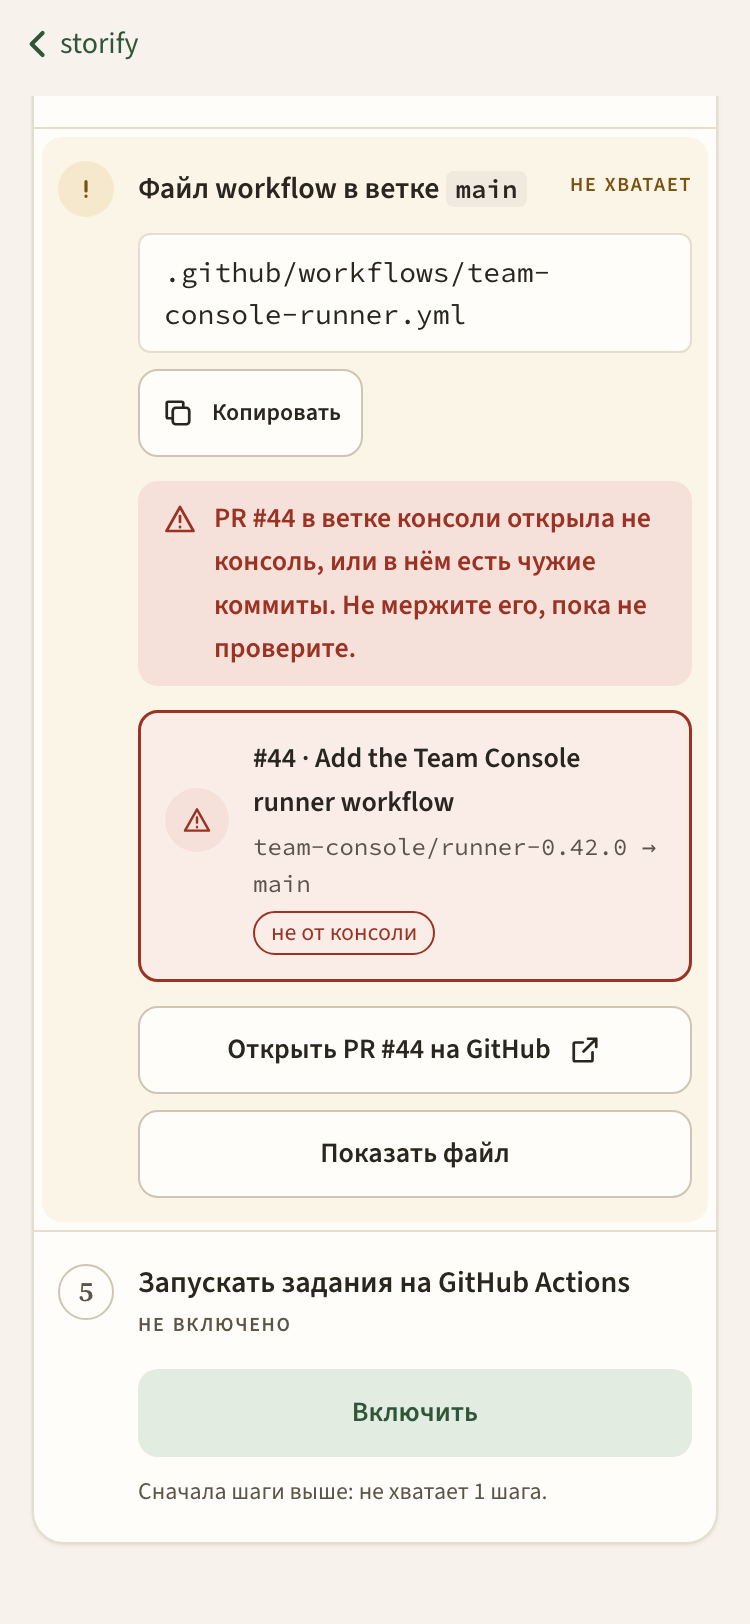 storify
!
Файл workflow в ветке main
НЕ ХВАТАЕТ
.github/workflows/team-
console-runner.yml
Копировать
PR #44 в ветке консоли открыла не
консоль, или в нём есть чужие
коммиты. Не мержите его, пока не
проверите.
#44 · Add the Team Console
runner workflow
team-console/runner-0.42.0 →
main
не от консоли
Открыть PR #44 на GitHub
Показать файл
5
Запускать задания на GitHub Actions
НЕ ВКЛЮЧЕНО
Включить
Сначала шаги выше: не хватает 1 шага.